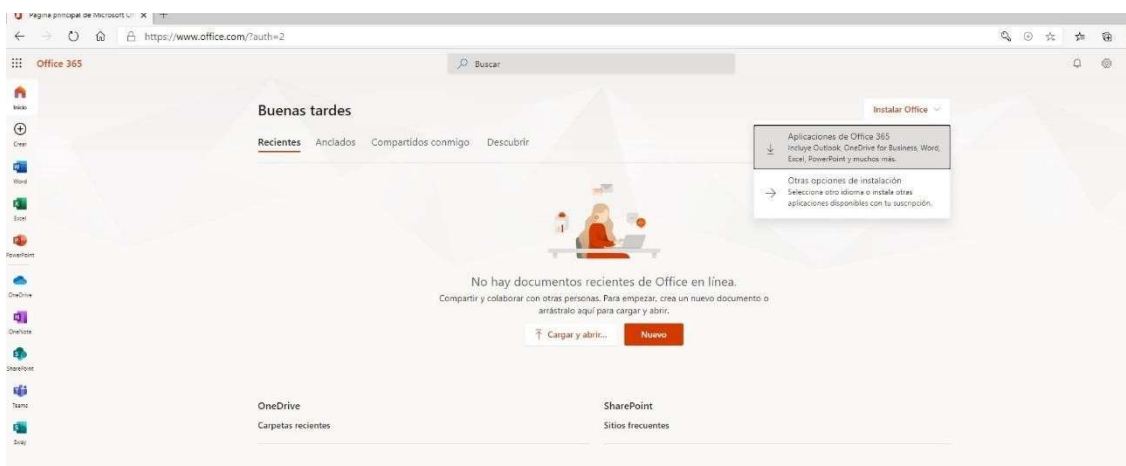 Página principal de Microsoft O
https://www.office.com/?auth=2
Office 365
Buscar
Inicio
Crear
Word
Excel
PowerPoint
OneDrive
OneNote
SharePoint
Teams
Sway
Buenas tardes
Instalar Office
Recientes Anclados Compartidos conmigo Descubrir
Aplicaciones de Office 365
Incluye Outlook, OneDrive for Business, Word,
Excel, PowerPoint y muchos más.
Otras opciones de instalación
Seleccione otro idioma o instala otras
aplicaciones disponibles con tu suscripción.
No hay documentos recientes de Office en línea.
Compartir y colaborar con otras personas. Para empezar, crea un nuevo documento o
arrástralo aquí para cargar y abrir.
Cargar y abrir... Nuevo
OneDrive
Carpetas recientes
SharePoint
Sitios frecuentes